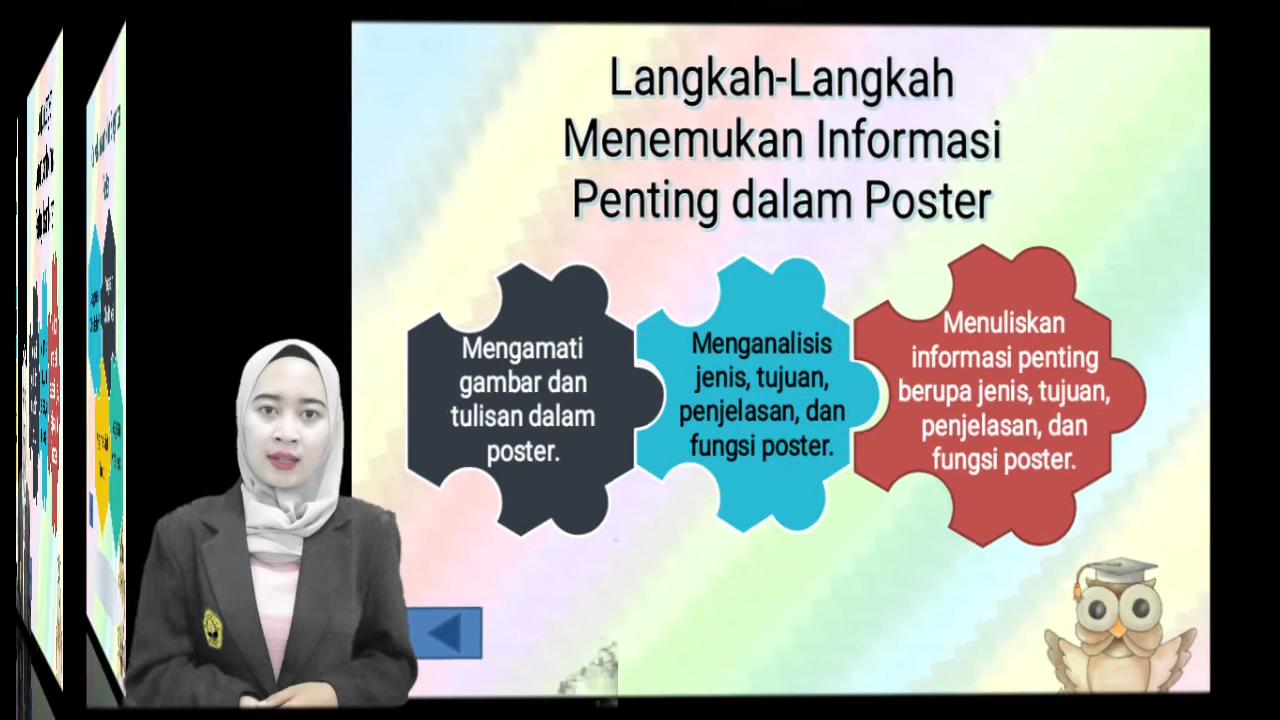 Langkah-Langkah
Menemukan Informasi
Penting dalam Poster
Mengamati
gambar dan
tulisan dalam
poster.
Menganalisis
jenis, tujuan,
penjelasan, dan
fungsi poster.
Menuliskan
informasi penting
berupa jenis, tujuan,
penjelasan, dan
fungsi poster.